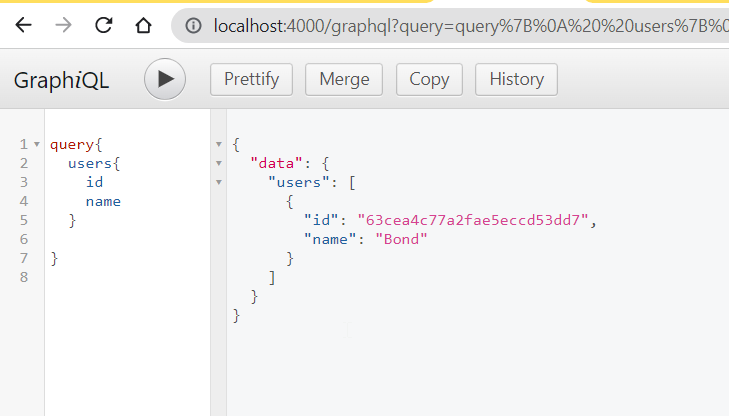 localhost:4000/graphql?query=query%7B%0A%20%20users%7B%0
GraphiQL
Prettify
Merge
Copy
History
1 query{
2 users{
3 id
4 name
5 }
6
7 }
8
{
"data": {
"users": [
{
"id": "63cea4c77a2fae5eccd53dd7",
"name": "Bond"
}
]
}
}